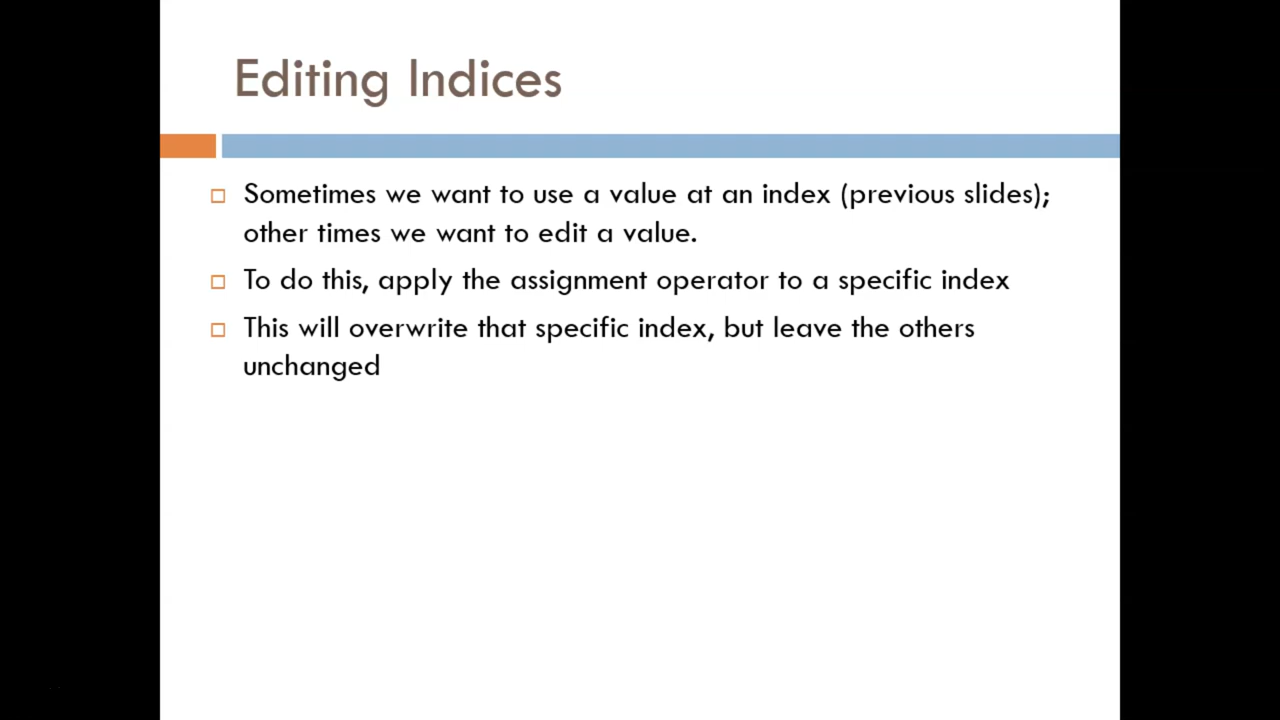 Editing Indices
Sometimes we want to use a value at an index (previous slides);
other times we want to edit a value.
To do this, apply the assignment operator to a specific index
This will overwrite that specific index, but leave the others
unchanged